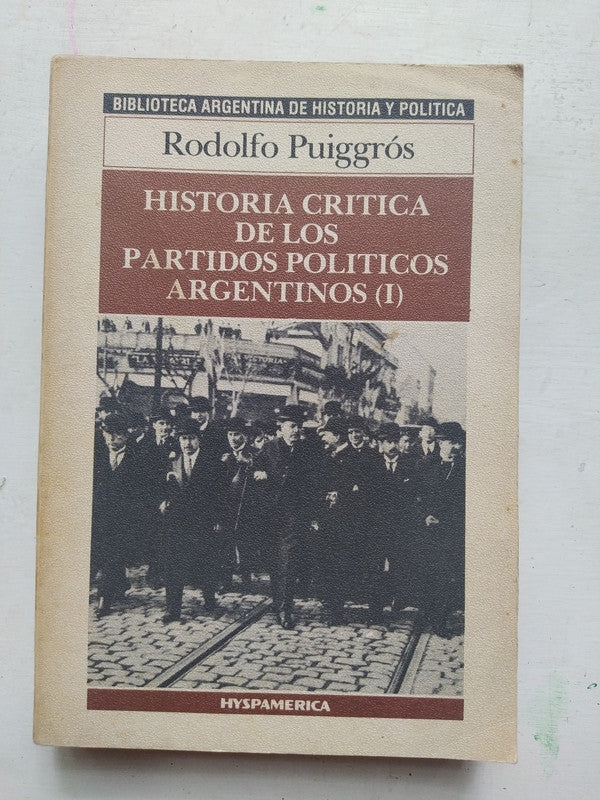 BIBLIOTECA ARGENTINA DE HISTORIA Y POLITICA
Rodolfo Puiggrós
HISTORIA CRITICA
DE LOS
PARTIDOS POLITICOS
ARGENTINOS (I)
HYSPAMERICA